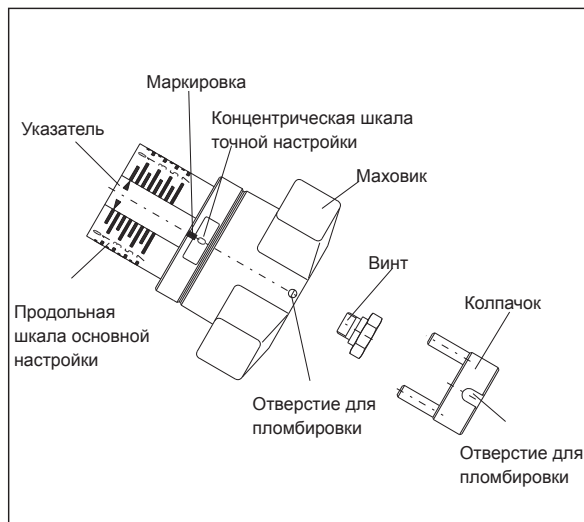 Маркировка
Концентрическая шкала
точной настройки
Указатель
Маховик
Винт
Колпачок
Продольная
шкала основной
настройки
Отверстие для
пломбировки
Отверстие для
пломбировки